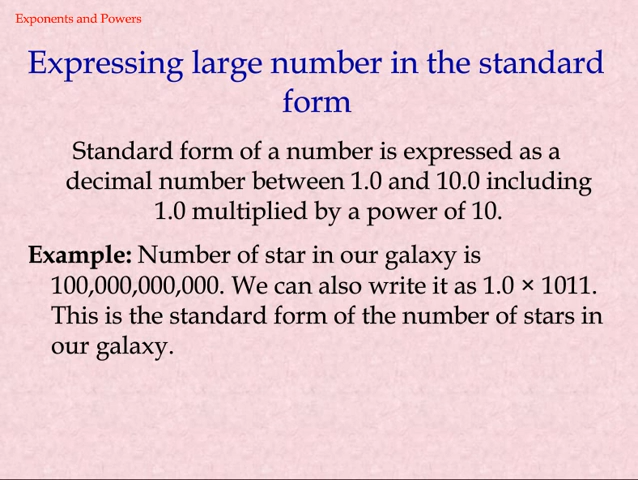 Exponents and Powers
Expressing large number in the standard
form
Standard form of a number is expressed as a
decimal number between 1.0 and 10.0 including
1.0 multiplied by a power of 10.
Example: Number of star in our galaxy is
100,000,000,000. We can also write it as 1.0 × 1011.
This is the standard form of the number of stars in
our galaxy.